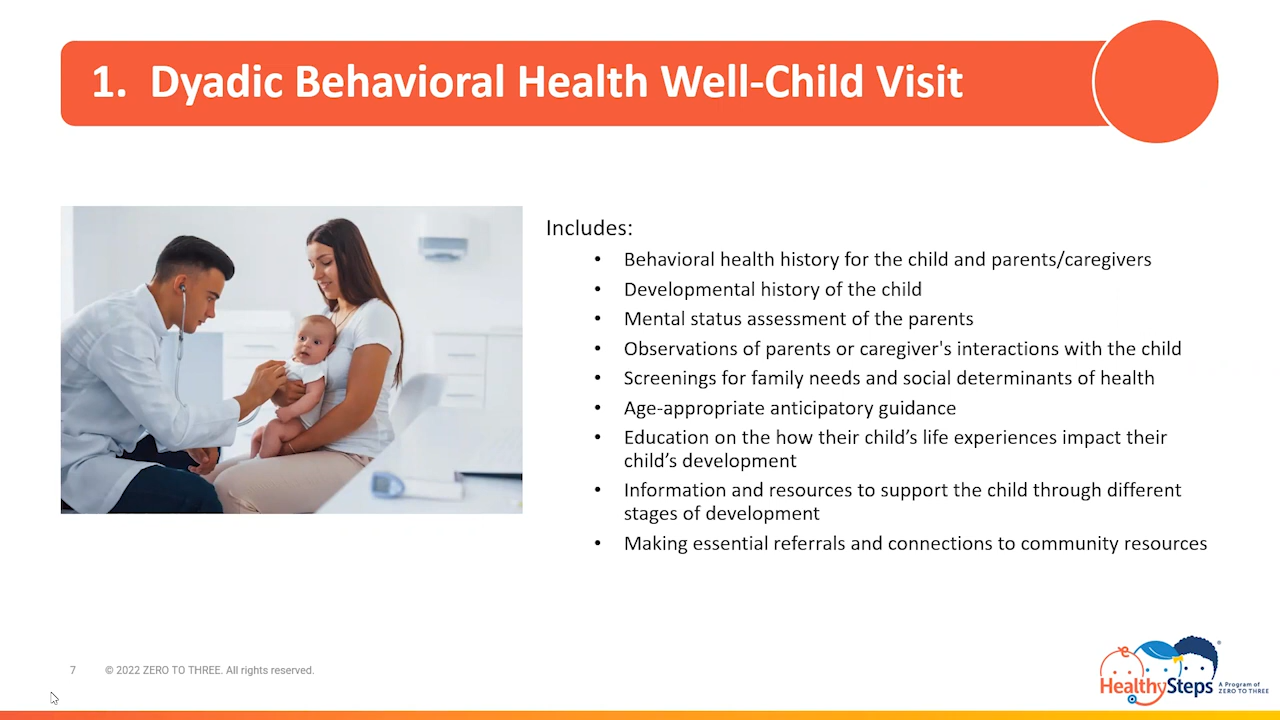 1. Dyadic Behavioral Health Well-Child Visit
Includes:
• Behavioral health history for the child and parents/caregivers
• Developmental history of the child
• Mental status assessment of the parents
• Observations of parents or caregiver's interactions with the child
• Screenings for family needs and social determinants of health
• Age-appropriate anticipatory guidance
• Education on the how their child’s life experiences impact their
child’s development
• Information and resources to support the child through different
stages of development
• Making essential referrals and connections to community resources
7 © 2022 ZERO TO THREE. All rights reserved.
HealthySteps ®
A Program of
ZERO TO THREE